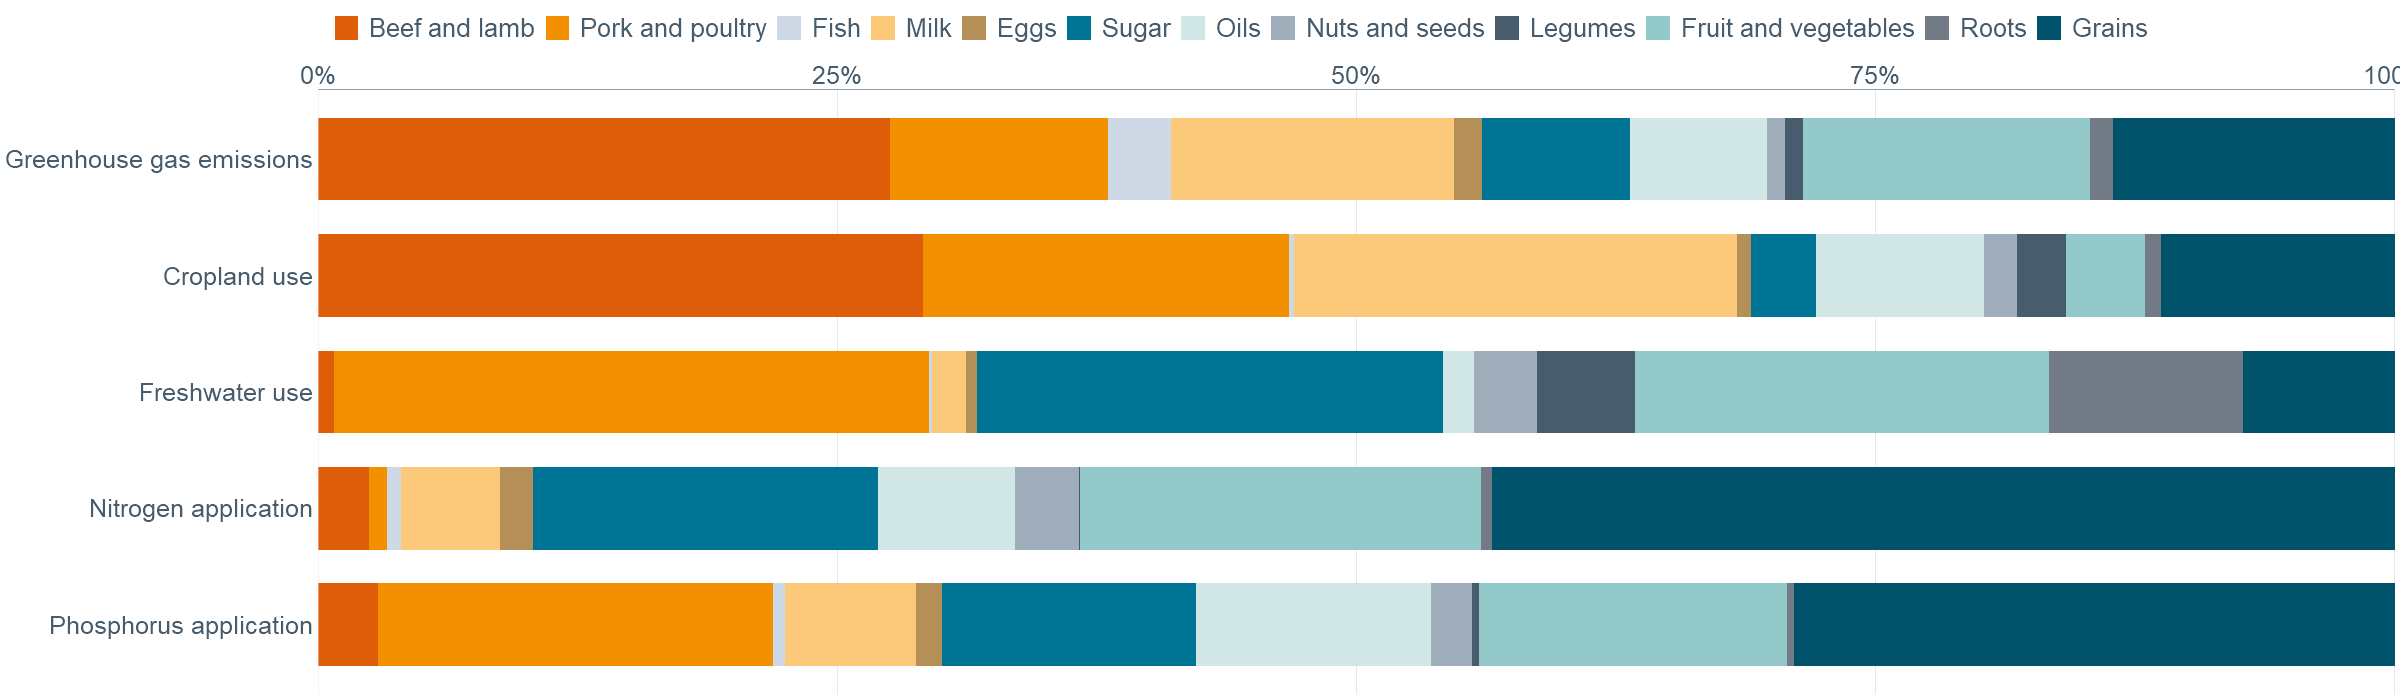 Beef and lamb Pork and poultry Fish Milk Eggs Sugar Oils Nuts and seeds Legumes Fruit and vegetables Roots Grains
0% 25% 50% 75% 100
Greenhouse gas emissions
Cropland use
Freshwater use
Nitrogen application
Phosphorus application